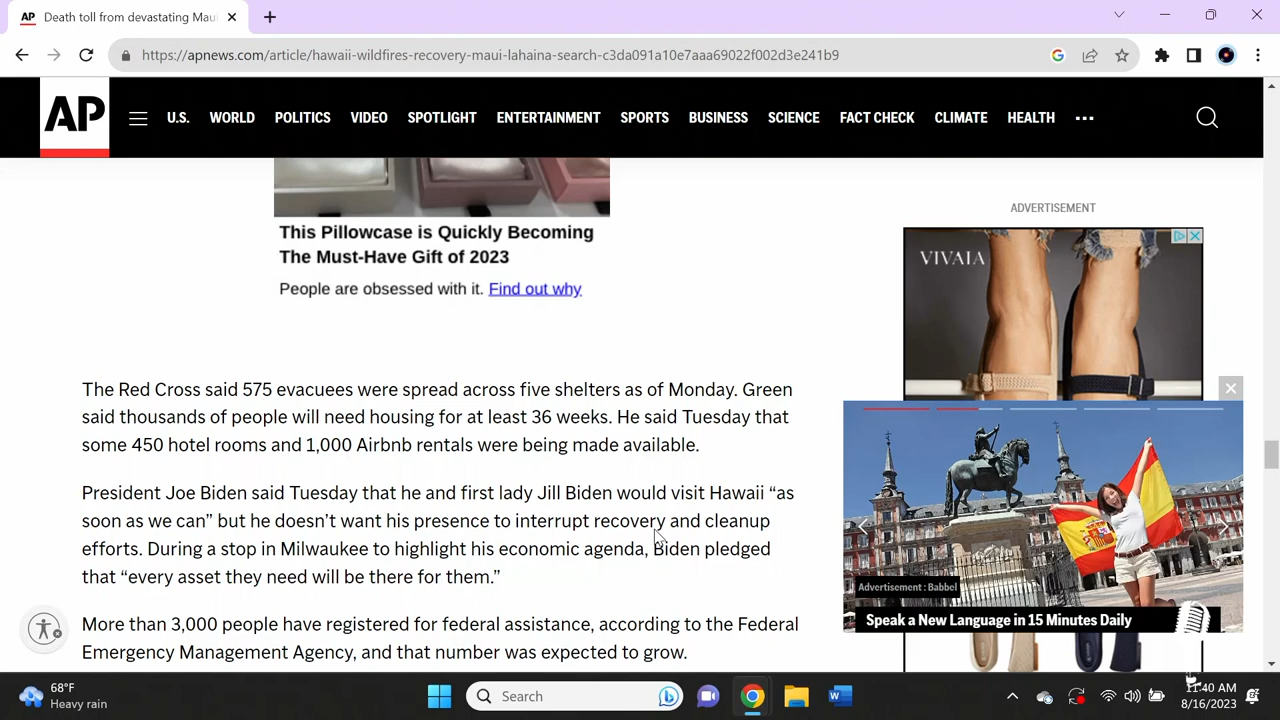 AP Death toll from devastating Mau
https://apnews.com/article/hawaii-wildfires-recovery-maui-lahaina-search-c3da091a10e7aaa69022f002d3e241b9
AP
U.S. WORLD POLITICS VIDEO SPOTLIGHT ENTERTAINMENT SPORTS BUSINESS SCIENCE FACT CHECK CLIMATE HEALTH
This Pillowcase is Quickly Becoming
The Must-Have Gift of 2023
People are obsessed with it. Find out why
ADVERTISEMENT
VIVAIA
The Red Cross said 575 evacuees were spread across five shelters as of Monday. Green
said thousands of people will need housing for at least 36 weeks. He said Tuesday that
some 450 hotel rooms and 1,000 Airbnb rentals were being made available.
President Joe Biden said Tuesday that he and first lady Jill Biden would visit Hawaii “as
soon as we can” but he doesn’t want his presence to interrupt recovery and cleanup
efforts. During a stop in Milwaukee to highlight his economic agenda, Biden pledged
that “every asset they need will be there for them.”
More than 3,000 people have registered for federal assistance, according to the Federal
Emergency Management Agency, and that number was expected to grow.
Advertisement : Babbel
Speak a New Language in 15 Minutes Daily
68°F
Heavy rain
Search
11:40 AM
8/16/2023